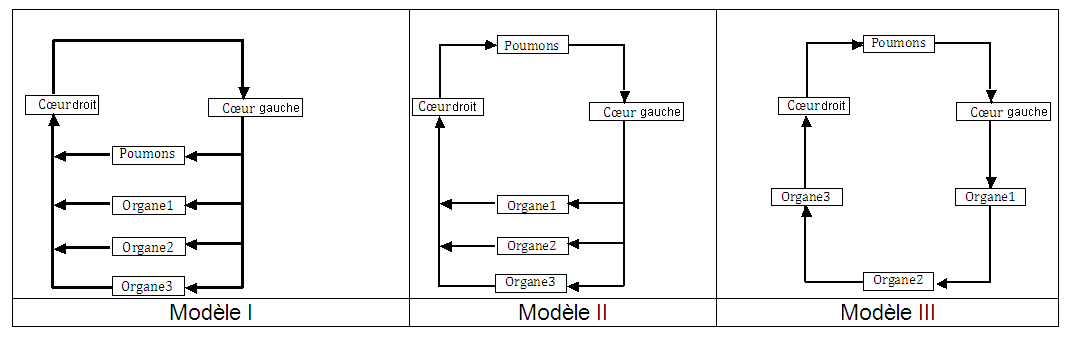 Cœur droit
Cœur gauche
Poumons
Organe1
Organe2
Organe3
Modèle I
Poumons
Cœur droit
Cœur gauche
Organe1
Organe2
Organe3
Modèle II
Poumons
Cœur droit
Cœur gauche
Organe3
Organe1
Organe2
Modèle III